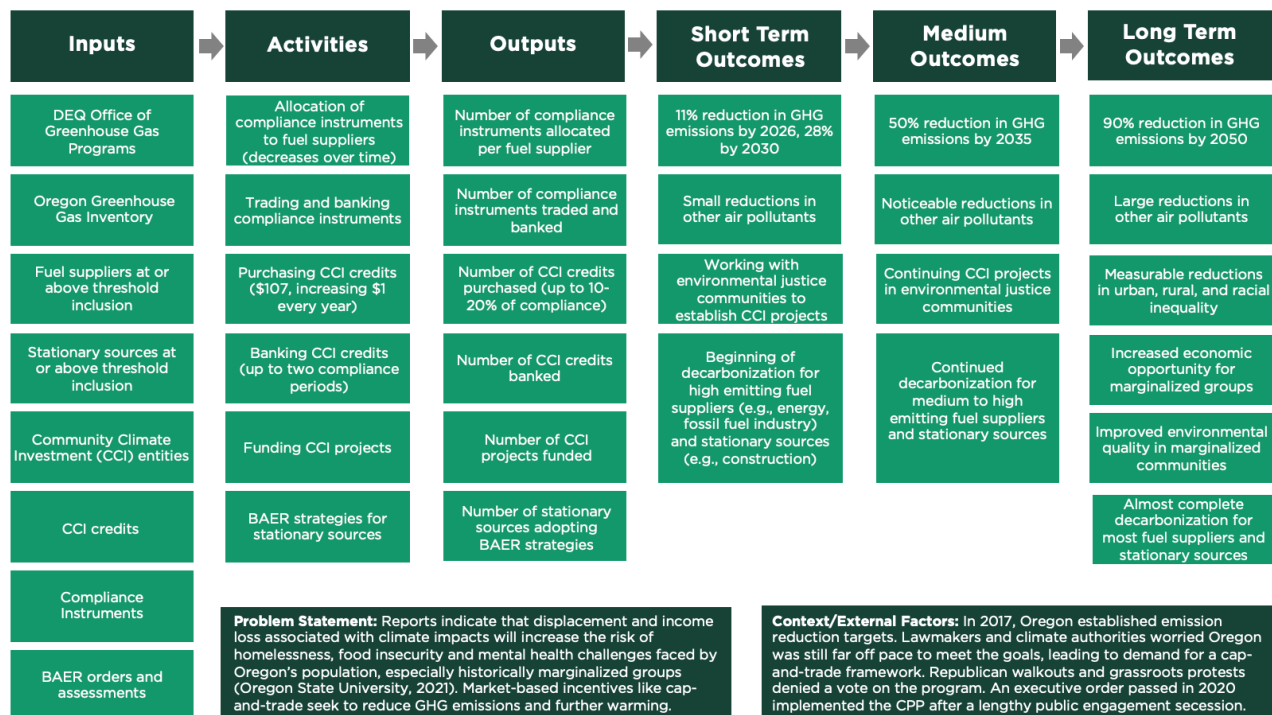 Inputs
Activities
Outputs
Short Term
Outcomes
Medium
Outcomes
Long Term
Outcomes
DEQ Office of
Greenhouse Gas
Programs
Oregon Greenhouse
Gas Inventory
Fuel suppliers at or
above threshold
inclusion
Stationary sources at
or above threshold
inclusion
Community Climate
Investment (CCI) entities
CCI credits
Compliance
Instruments
BAER orders and
assessments
Allocation of
compliance instruments
to fuel suppliers
(decreases over time)
Trading and banking
compliance instruments
Purchasing CCI credits
($107, increasing $1
every year)
Banking CCI credits
(up to two compliance
periods)
Funding CCI projects
BAER strategies for
stationary sources
Number of compliance
instruments allocated
per fuel supplier
Number of compliance
instruments traded and
banked
Number of CCI credits
purchased (up to 10-
20% of compliance)
Number of CCI credits
banked
Number of CCI
projects funded
Number of stationary
sources adopting
BAER strategies
11% reduction in GHG
emissions by 2026, 28%
by 2030
Small reductions in
other air pollutants
Working with
environmental justice
communities to
establish CCI projects
Beginning of
decarbonization for
high emitting fuel
suppliers (e.g., energy,
fossil fuel industry)
and stationary sources
(e.g., construction)
50% reduction in GHG
emissions by 2035
Noticeable reductions in
other air pollutants
Continuing CCI projects
in environmental justice
communities
Continued
decarbonization for
medium to high
emitting fuel suppliers
and stationary sources
90% reduction in GHG
emissions by 2050
Large reductions in
other air pollutants
Measurable reductions
in urban, rural, and racial
inequality
Increased economic
opportunity for
marginalized groups
Improved environmental
quality in marginalized
communities
Almost complete
decarbonization for
most fuel suppliers and
stationary sources
Problem Statement: Reports indicate that displacement and income
loss associated with climate impacts will increase the risk of
homelessness, food insecurity and mental health challenges faced by
Oregon's population, especially historically marginalized groups
(Oregon State University, 2021). Market-based incentives like cap-
and-trade seek to reduce GHG emissions and further warming.
Context/External Factors: In 2017, Oregon established emission
reduction targets. Lawmakers and climate authorities worried Oregon
was still far off pace to meet the goals, leading to demand for a cap-
and-trade framework. Republican walkouts and grassroots protests
denied a vote on the program. An executive order passed in 2020
implemented the CPP after a lengthy public engagement secession.